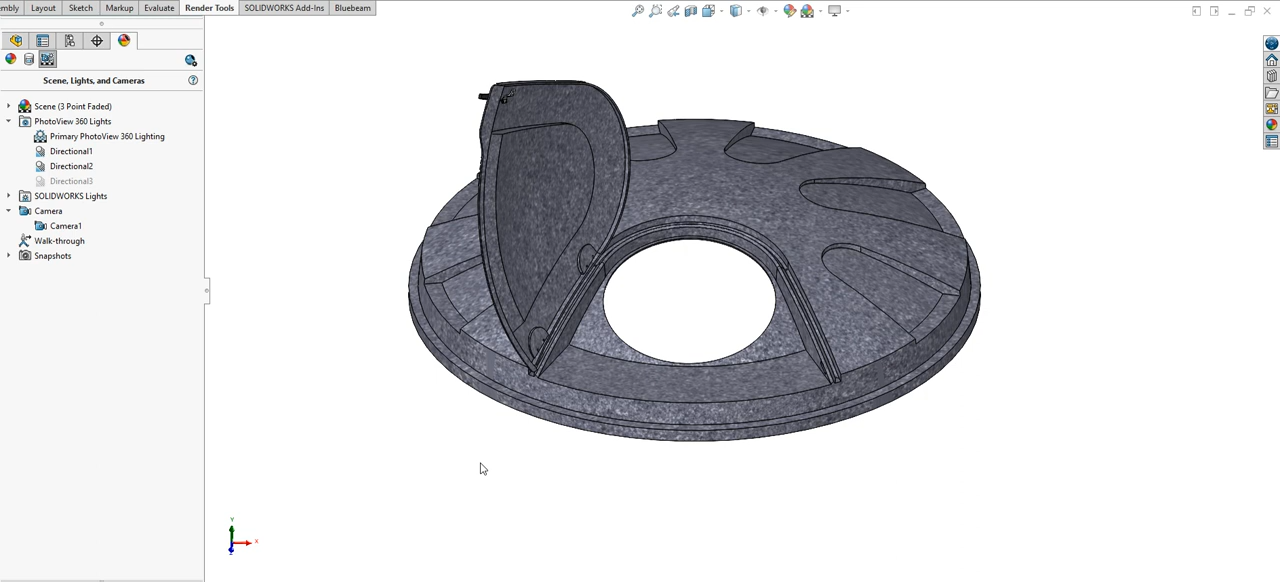 mbly Layout Sketch Markup Evaluate Render Tools SOLIDWORKS Add-Ins Bluebeam
Scene, Lights, and Cameras
Scene (3 Point Faded)
PhotoView 360 Lights
Primary PhotoView 360 Lighting
Directional1
Directional2
Directional3
SOLIDWORKS Lights
Camera
Camera1
Walk-through
Snapshots
Y
X
Z